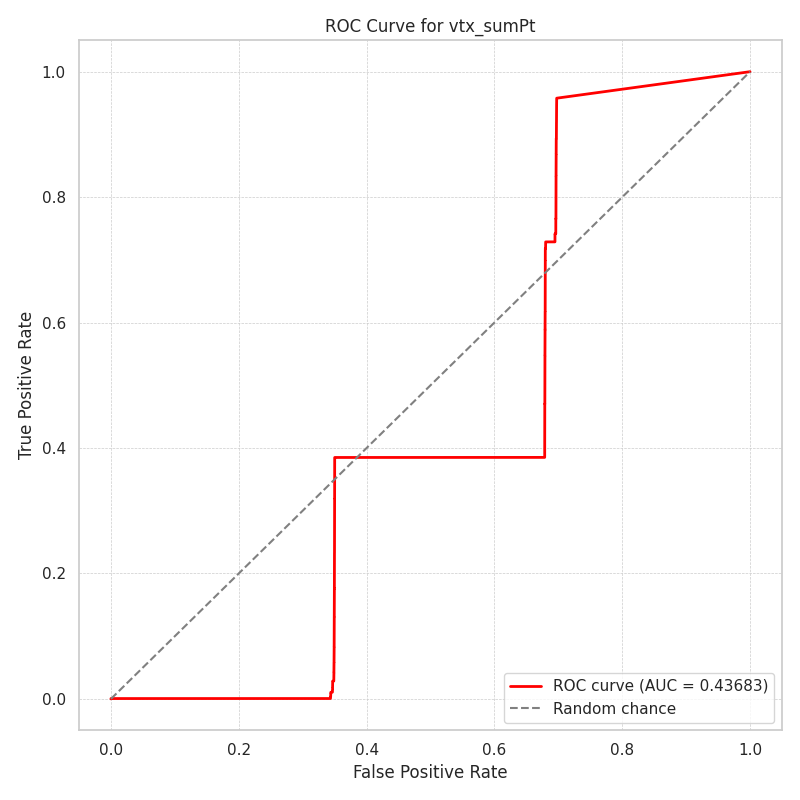 ROC Curve for vtx_sumPt
True Positive Rate
1.0
0.8
0.6
0.4
0.2
0.0
0.0 0.2 0.4 0.6 0.8 1.0
False Positive Rate
ROC curve (AUC = 0.43683)
Random chance